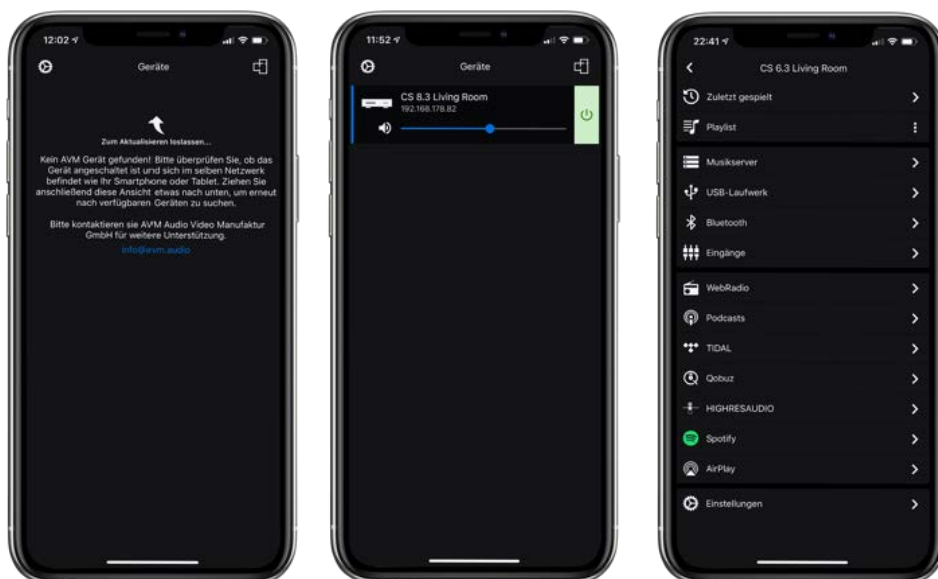 12:02
Geräte
Zum Aktualisieren loslassen...
Kein AVM Gerät gefunden! Bitte überprüfen Sie, ob das
Gerät angeschaltet ist und sich im selben Netzwerk
befindet wie Ihr Smartphone oder Tablet. Ziehen Sie
anschließend diese Ansicht etwas nach unten, um erneut
nach verfügbaren Geräten zu suchen.
Bitte kontaktieren sie AVM Audio Video Manufaktur
GmbH für weitere Unterstützung.
info@avm.audio
11:52
Geräte
CS 8.3 Living Room
192.168.178.82
22:41
CS 6.3 Living Room
Zuletzt gespielt
Playlist
Musikserver
USB-Laufwerk
Bluetooth
Eingänge
WebRadio
Podcasts
TIDAL
Qobuz
HIGHRESAUDIO
Spotify
AirPlay
Einstellungen